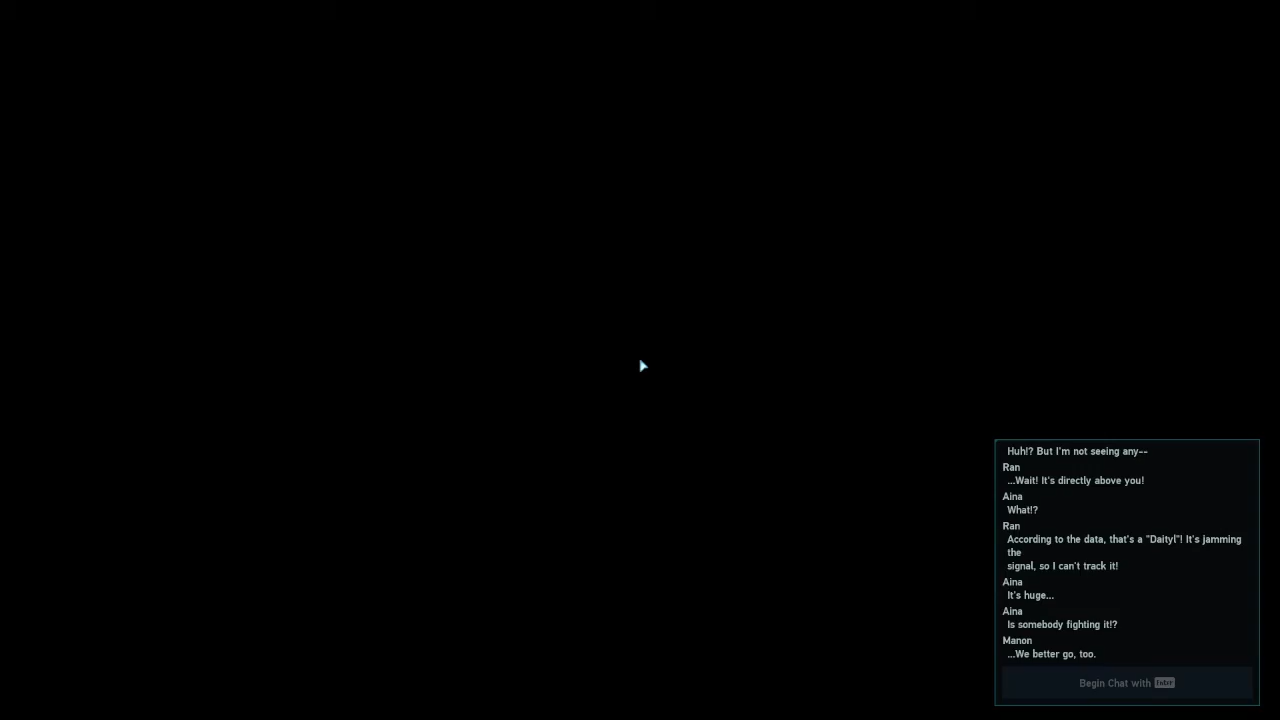 Huh!? But I'm not seeing any--
Ran
...Wait! It's directly above you!
Aina
What!?
Ran
According to the data, that's a "Daityl"! It's jamming
the
signal, so I can't track it!
Aina
It's huge...
Aina
Is somebody fighting it!?
Manon
...We better go, too.
Begin Chat with Enter